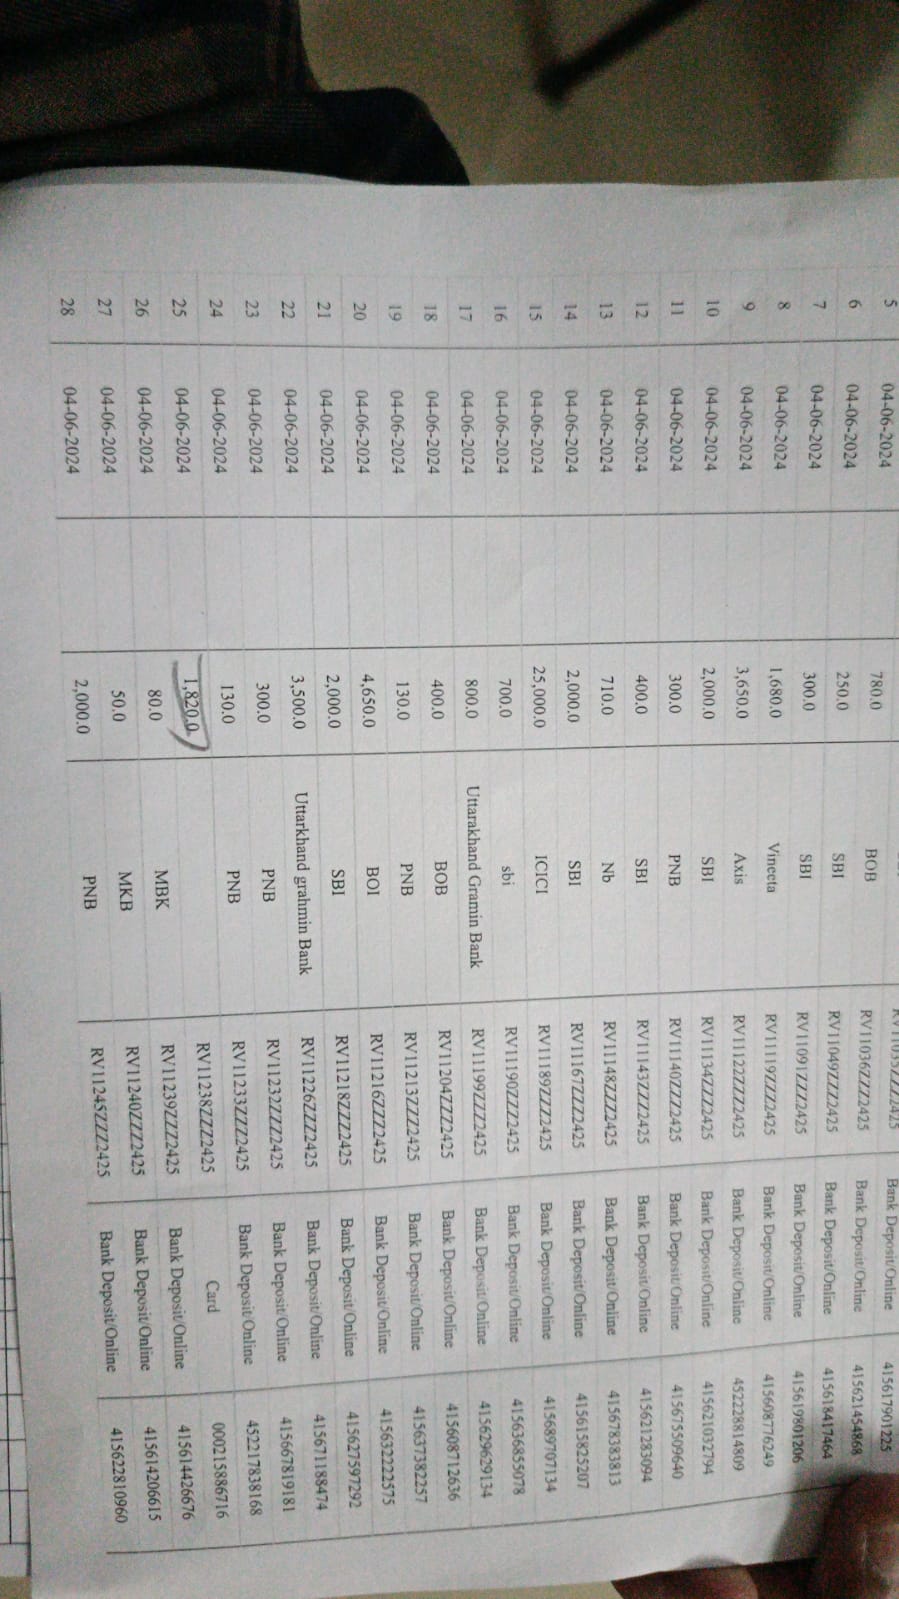 RV11035ZZZ2425 Bank Deposit/Online 415617901225
5 04-06-2024 780.0 BOB RV11036ZZZ2425 Bank Deposit/Online 415621454868
6 04-06-2024 250.0 SBI RV11049ZZZ2425 Bank Deposit/Online 415618417464
7 04-06-2024 300.0 SBI RV11091ZZZ2425 Bank Deposit/Online 415619801206
8 04-06-2024 1,680.0 Vineeta RV11119ZZZ2425 Bank Deposit/Online 415608776249
9 04-06-2024 3,650.0 Axis RV11122ZZZ2425 Bank Deposit/Online 452228814809
10 04-06-2024 2,000.0 SBI RV11134ZZZ2425 Bank Deposit/Online 415621032794
11 04-06-2024 300.0 PNB RV11140ZZZ2425 Bank Deposit/Online 415675509640
12 04-06-2024 400.0 SBI RV11143ZZZ2425 Bank Deposit/Online 415621283094
13 04-06-2024 710.0 Nb RV11148ZZZ2425 Bank Deposit/Online 415678383813
14 04-06-2024 2,000.0 SBI RV11167ZZZ2425 Bank Deposit/Online 415615825207
15 04-06-2024 25,000.0 ICICI RV11189ZZZ2425 Bank Deposit/Online 415689707134
16 04-06-2024 700.0 sbi RV11190ZZZ2425 Bank Deposit/Online 415636855078
17 04-06-2024 800.0 Uttarakhand Gramin Bank RV11199ZZZ2425 Bank Deposit/Online 415629629134
18 04-06-2024 400.0 BOB RV11204ZZZ2425 Bank Deposit/Online 415608712636
19 04-06-2024 130.0 PNB RV11213ZZZ2425 Bank Deposit/Online 415637382257
20 04-06-2024 4,650.0 BOI RV11216ZZZ2425 Bank Deposit/Online 415632222575
21 04-06-2024 2,000.0 SBI RV11218ZZZ2425 Bank Deposit/Online 415627597292
22 04-06-2024 3,500.0 Uttarkhand grahmin Bank RV11226ZZZ2425 Bank Deposit/Online 415671188474
23 04-06-2024 300.0 PNB RV11232ZZZ2425 Bank Deposit/Online 415667819181
24 04-06-2024 130.0 PNB RV11233ZZZ2425 Bank Deposit/Online 452217838168
25 04-06-2024 1,820.0 RV11238ZZZ2425 Card 000215886716
26 04-06-2024 80.0 MBK RV11239ZZZ2425 Bank Deposit/Online 415614426676
27 04-06-2024 50.0 MKB RV11240ZZZ2425 Bank Deposit/Online 415614206615
28 04-06-2024 2,000.0 PNB RV11245ZZZ2425 Bank Deposit/Online 415622810960